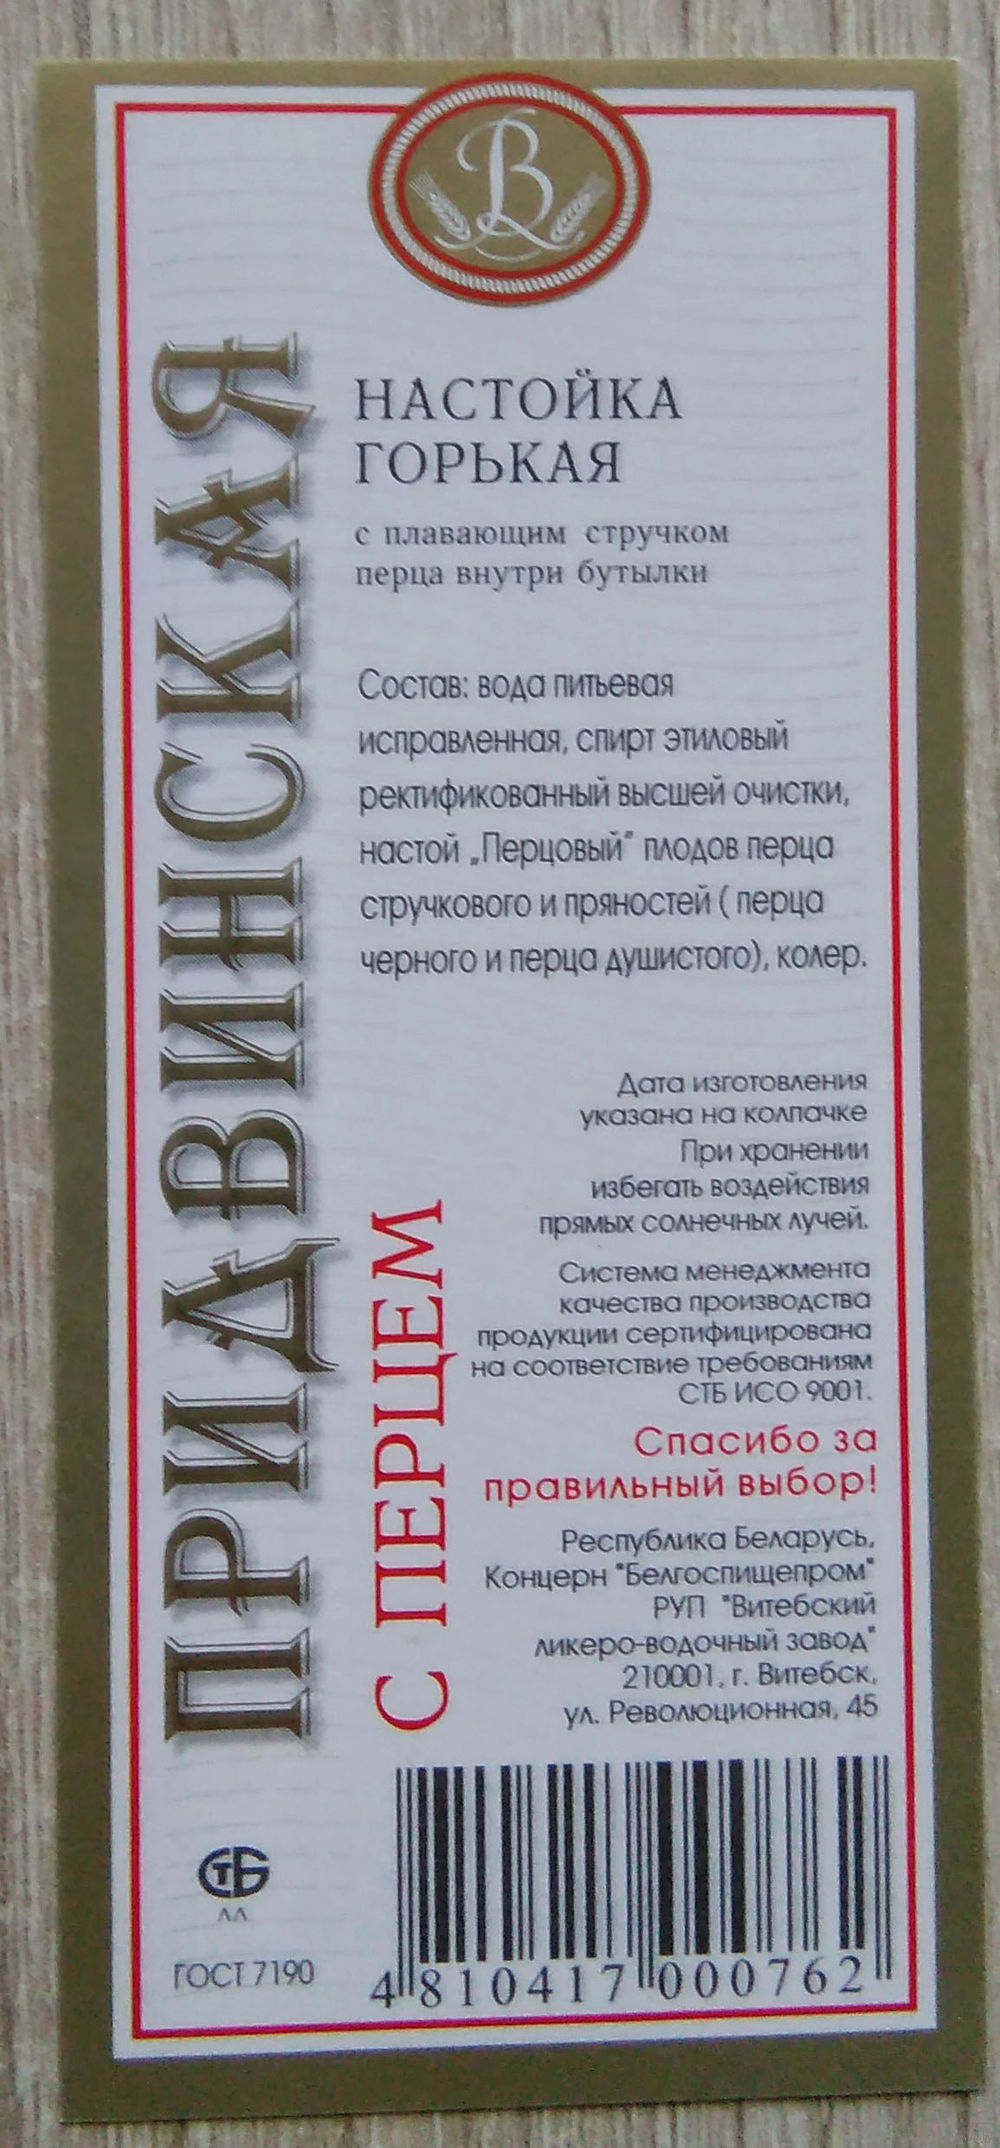 В
ПРИДВИНСКАЯ
С ПЕРЦЕМ
НАСТОЙКА
ГОРЬКАЯ
с плавающим стручком
перца внутри бутылки
Состав: вода питьевая
исправленная, спирт этиловый
ректификованный высшей очистки,
настой „Перцовый" плодов перца
стручкового и пряностей ( перца
черного и перца душистого), колер.
Дата изготовления
указана на колпачке
При хранении
избегать воздействия
прямых солнечных лучей.
Система менеджмента
качества производства
продукции сертифицирована
на соответствие требованиям
СТБ ИСО 9001.
Спасибо за
правильный выбор!
Республика Беларусь,
Концерн "Белгоспищепром"
РУП "Витебский
ликеро-водочный завод"
210001, г. Витебск,
ул. Революционная, 45
СТБ
ЛЛ
ГОСТ 7190
4 810417 000762